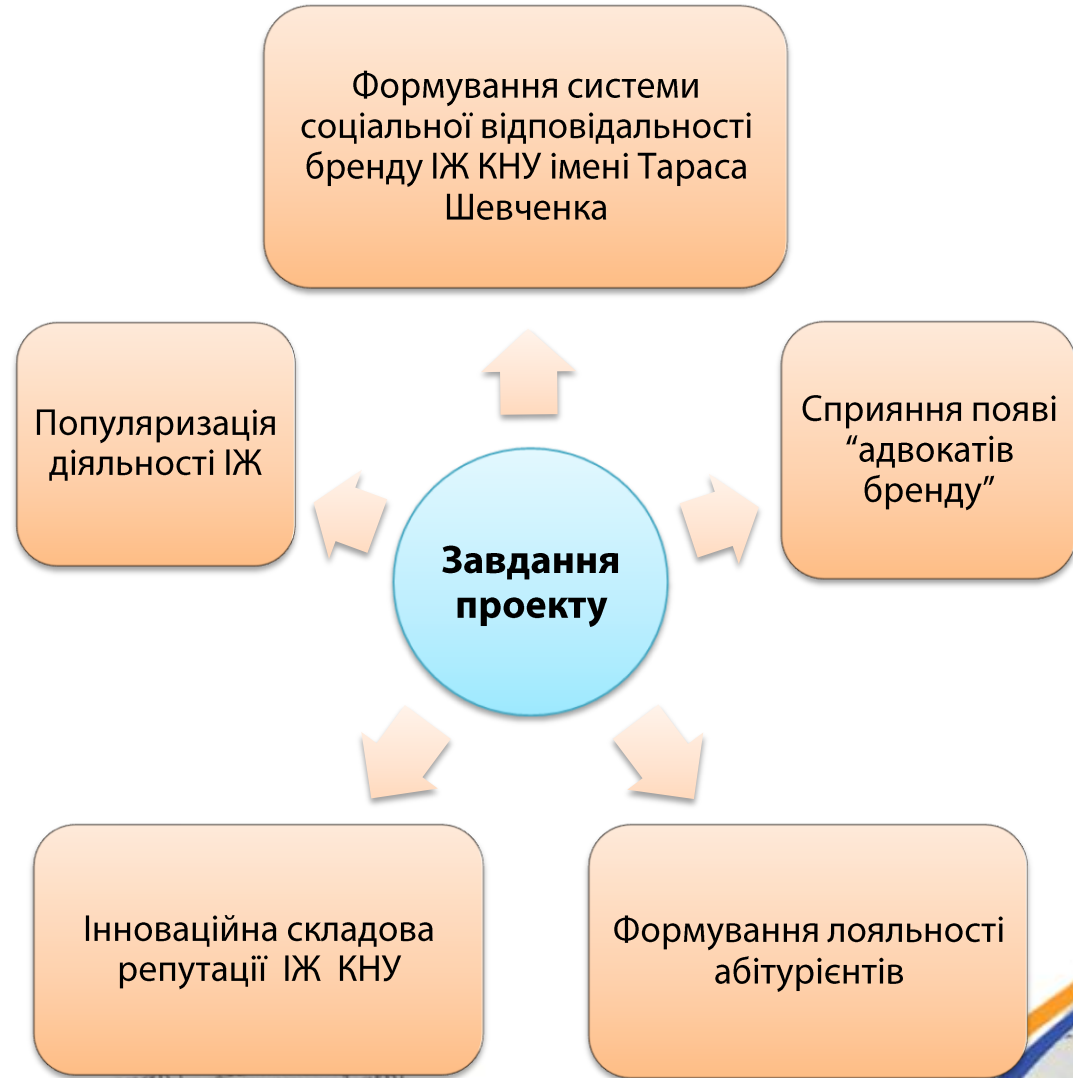 Формування системи
соціальної відповідальності
бренду ІЖ КНУ імені Тараса
Шевченка
Популяризація
діяльності ІЖ
Сприяння появі
“адвокатів
бренду”
Завдання
проекту
Інноваційна складова
репутації ІЖ КНУ
Формування лояльності
абітурієнтів